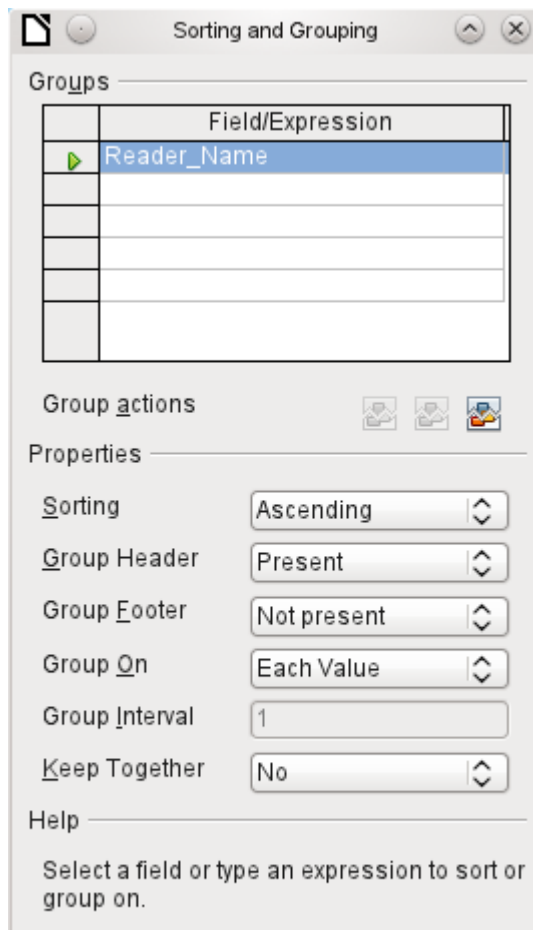 Sorting and Grouping
Groups
Field/Expression
Reader_Name
Group actions
Properties
Sorting
Ascending
Group Header
Present
Group Footer
Not present
Group On
Each Value
Group Interval
1
Keep Together
No
Help
Select a field or type an expression to sort or
group on.